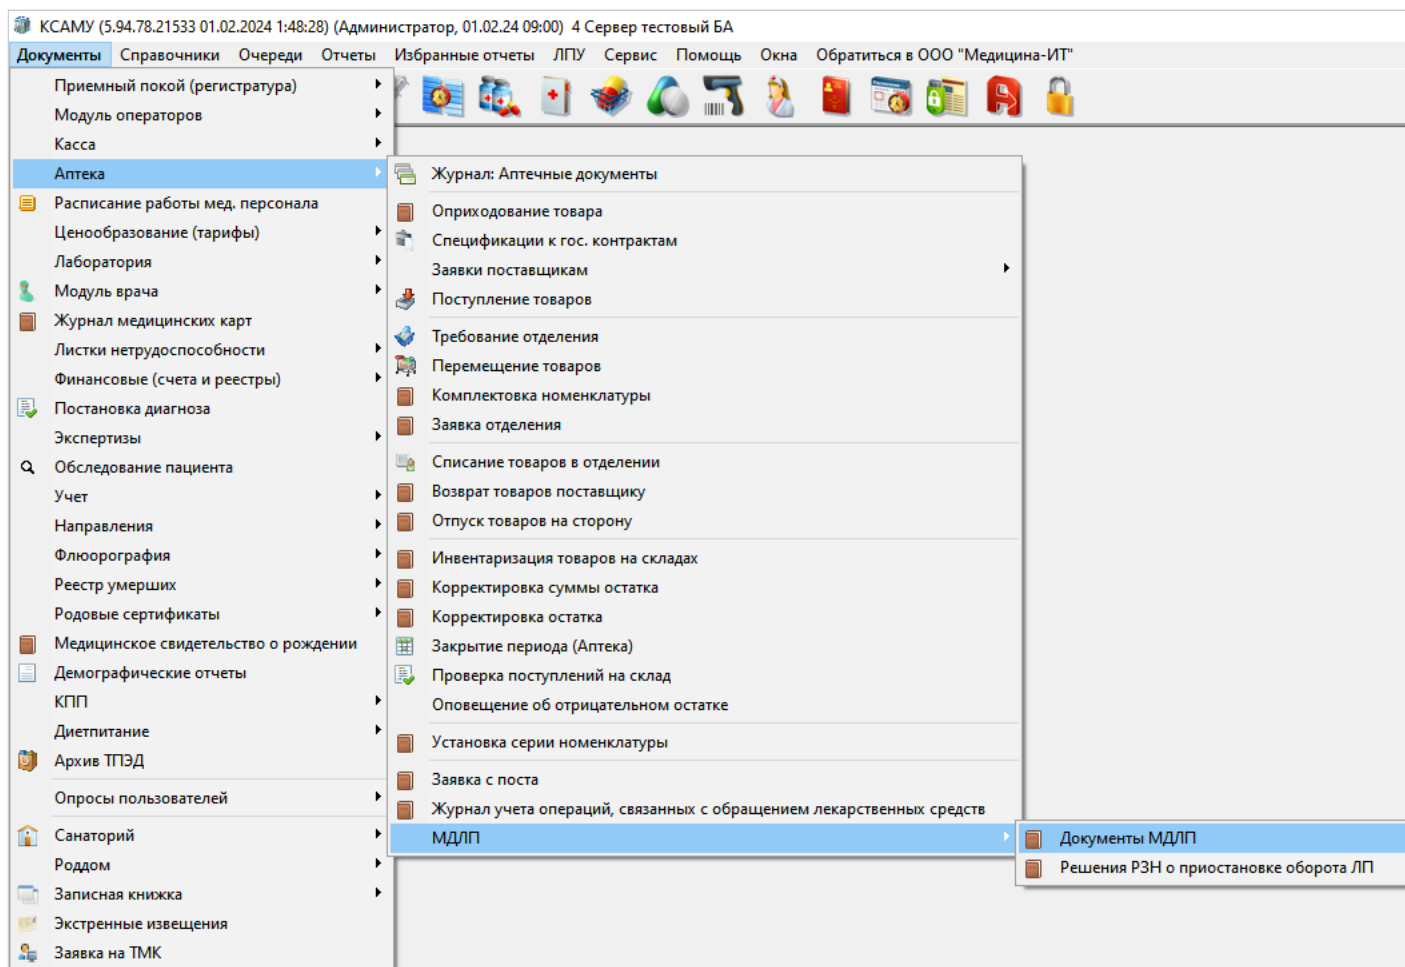 КСАМУ (5.94.78.21533 01.02.2024 1:48:28) (Администратор, 01.02.24 09:00) 4 Сервер тестовый БА
Документы Справочники Очереди Отчеты Избранные отчеты ЛПУ Сервис Помощь Окна Обратиться в ООО "Медицина-ИТ"
Приемный покой (регистратура)
Модуль операторов
Касса
Аптека
Расписание работы мед. персонала
Ценообразование (тарифы)
Лаборатория
Модуль врача
Журнал медицинских карт
Листки нетрудоспособности
Финансовые (счета и реестры)
Постановка диагноза
Экспертизы
Обследование пациента
Учет
Направления
Флюорография
Реестр умерших
Родовые сертификаты
Медицинское свидетельство о рождении
Демографические отчеты
КПП
Диетпитание
Архив ТПЭД
Опросы пользователей
Санаторий
Роддом
Записная книжка
Экстренные извещения
Заявка на ТМК
Журнал: Аптечные документы
Оприходование товара
Спецификации к гос. контрактам
Заявки поставщикам
Поступление товаров
Требование отделения
Перемещение товаров
Комплектовка номенклатуры
Заявка отделения
Списание товаров в отделении
Возврат товаров поставщику
Отпуск товаров на сторону
Инвентаризация товаров на складах
Корректировка суммы остатка
Корректировка остатка
Закрытие периода (Аптека)
Проверка поступлений на склад
Оповещение об отрицательном остатке
Установка серии номенклатуры
Заявка с поста
Журнал учета операций, связанных с обращением лекарственных средств
МДЛП
Документы МДЛП
Решения РЗН о приостановке оборота ЛП